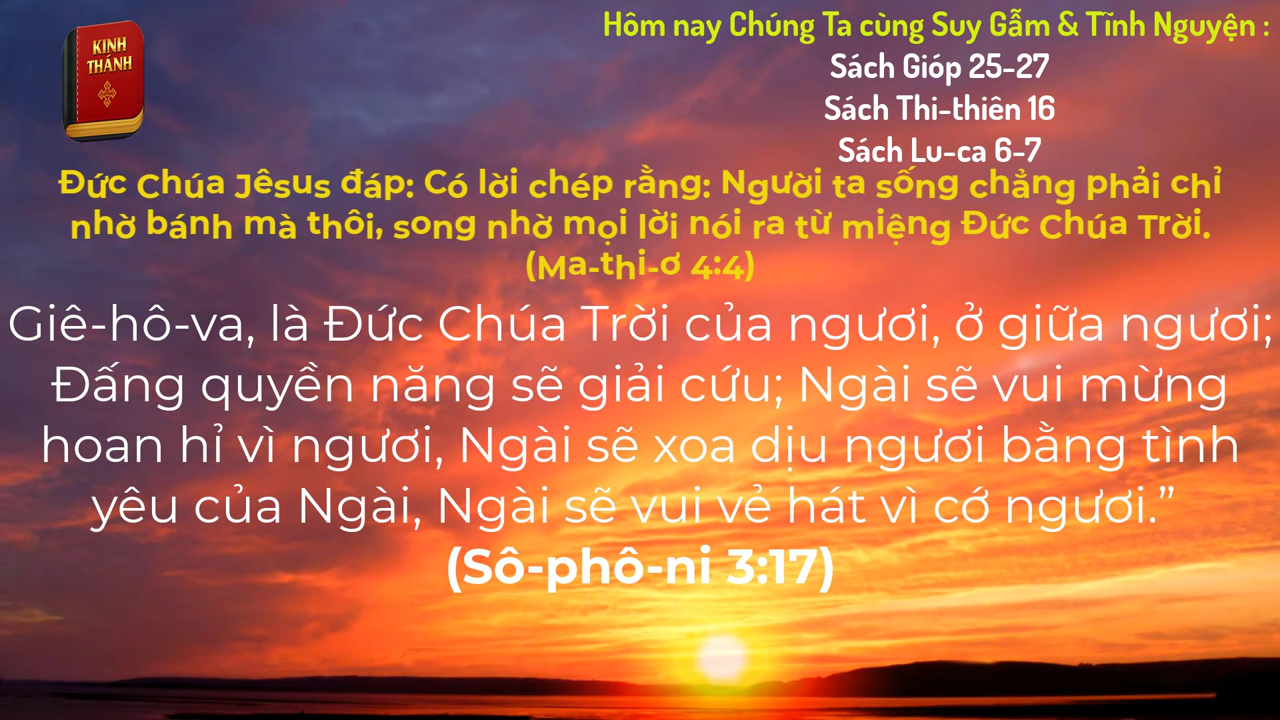 KINH
THÁNH
Hôm nay Chúng Ta cùng Suy Gẫm & Tĩnh Nguyện :
Sách Gióp 25-27
Sách Thi-thiên 16
Sách Lu-ca 6-7
Đức Chúa Jêsus đáp: Có lời chép rằng: Người ta sống chẳng phải chỉ
nhờ bánh mà thôi, song nhờ mọi lời nói ra từ miệng Đức Chúa Trời.
(Ma-thi-ơ 4:4)
Giê-hô-va, là Đức Chúa Trời của ngươi, ở giữa ngươi;
Đấng quyền năng sẽ giải cứu; Ngài sẽ vui mừng
hoan hỉ vì ngươi, Ngài sẽ xoa dịu ngươi bằng tình
yêu của Ngài, Ngài sẽ vui vẻ hát vì cớ ngươi.”
(Sô-phô-ni 3:17)